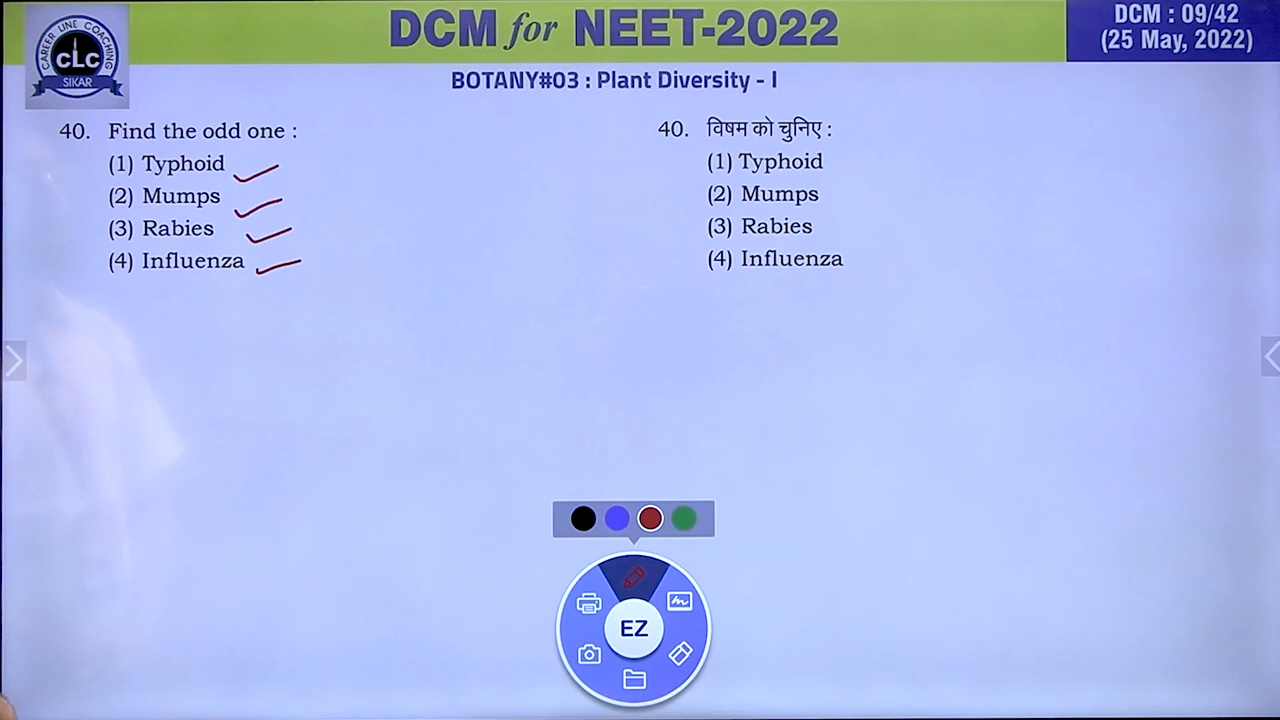 DCM for NEET-2022
DCM : 09/42
(25 May, 2022)
CAREER LINE COACHING
CLC
SIKAR
BOTANY#03 : Plant Diversity - I
40. Find the odd one :
(1) Typhoid
(2) Mumps
(3) Rabies
(4) Influenza
40. विषम को चुनिए :
(1) Typhoid
(2) Mumps
(3) Rabies
(4) Influenza
EZ